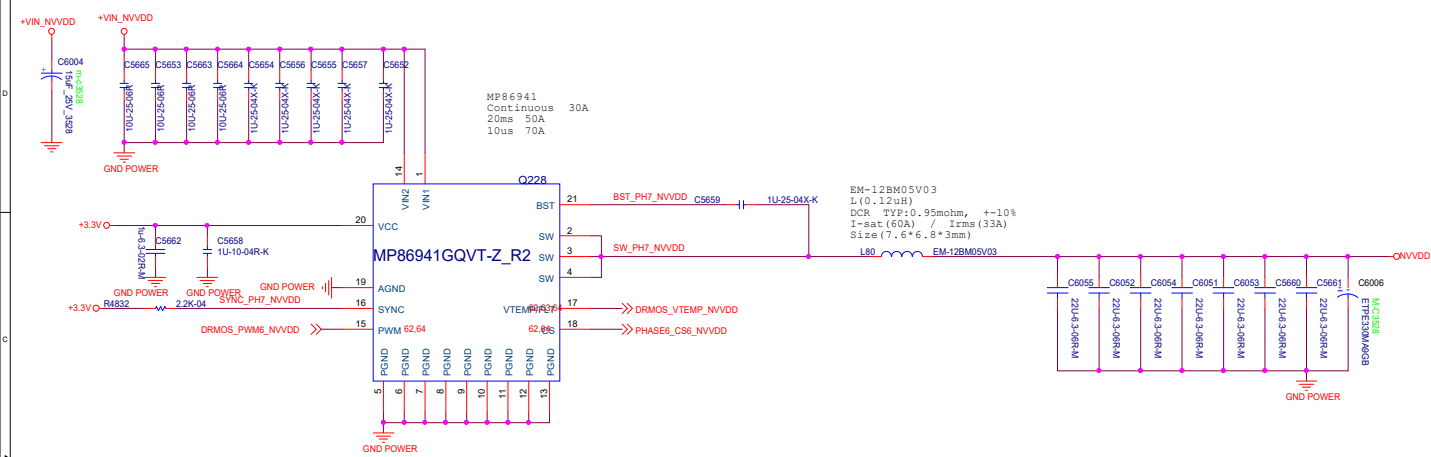 +VIN_NVVDD
+VIN_NVVDD
C6004
15uF_25V_3528
m-c3528
C5665
C5653
C5663
C5664
C5654
C5656
C5655
C5657
C5652
10U-25-06R
10U-25-06R
10U-25-06R
10U-25-06R
1U-25-04X-K
1U-25-04X-K
1U-25-04X-K
1U-25-04X-K
1U-25-04X-K
GND POWER
D
MP86941
Continuous 30A
20ms 50A
10us 70A
14
1
Q228
VIN2
VIN1
+3.3V
20
VCC
BST
21
BST_PH7_NVVDD
C5659
1U-25-04X-K
1u-6.3-02R-M
C5662
C5658
1U-10-04R-K
GND POWER
GND POWER
MP86941GQVT-Z_R2
SW
2
SW
3
SW_PH7_NVVDD
SW
4
EM-12BM05V03
L(0.12uH)
DCR TYP:0.95mohm, +-10%
I-sat(60A) / Irms(33A)
Size(7.6*6.8*3mm)
L80
EM-12BM05V03
NVVDD
GND POWER
19
AGND
+3.3V
R4832
2.2K-04
SYNC_PH7_NVVDD
16
SYNC
DRMOS_PWM6_NVVDD
15
PWM
62,64
VTEMP/FLT
62,63,64
17
DRMOS_VTEMP_NVVDD
CS
62,64
18
PHASE6_CS6_NVVDD
PGND
PGND
PGND
PGND
PGND
PGND
PGND
PGND
PGND
5
6
7
8
9
10
11
12
13
GND POWER
C6055
C6052
C6054
C6051
C6053
C5660
C5661
C6006
22U-6.3-06R-M
22U-6.3-06R-M
22U-6.3-06R-M
22U-6.3-06R-M
22U-6.3-06R-M
22U-6.3-06R-M
22U-6.3-06R-M
ETPE330MA9GB
M-C3528
GND POWER
C